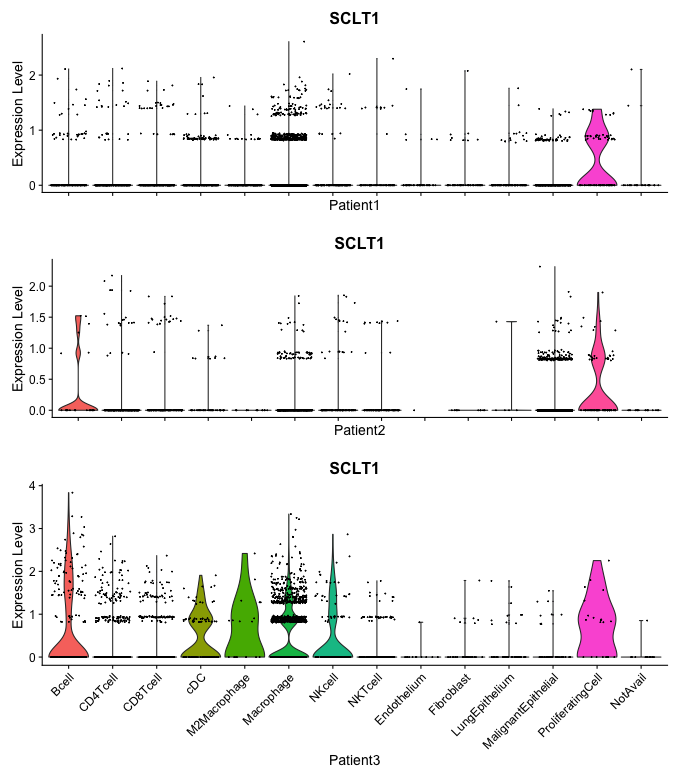 SCLT1
Expression Level
2
1
0
Patient1
SCLT1
Expression Level
2.0
1.5
1.0
0.5
0.0
Patient2
SCLT1
Expression Level
4
3
2
1
0
Bcell
CD4Tcell
CD8Tcell
cDC
M2Macrophage
Macrophage
NKcell
NKTcell
Endothelium
Fibroblast
LungEpithelium
MalignantEpithelial
ProliferatingCell
NotAvail
Patient3